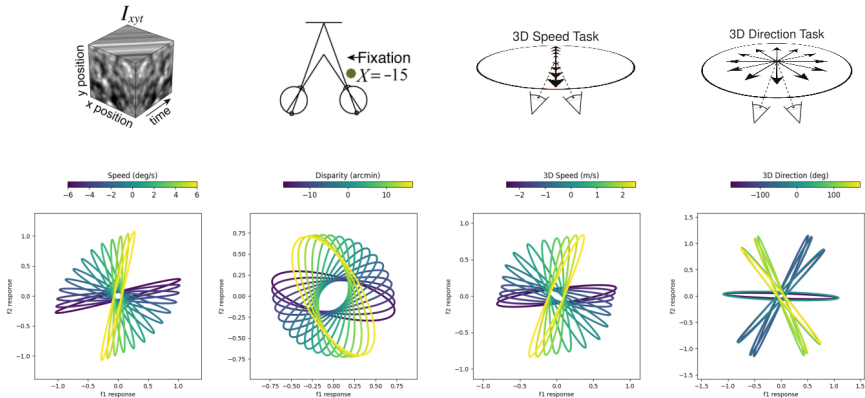 I_xyt
y position
x position
time
Fixation
X = –15
3D Speed Task
3D Direction Task
Speed (deg/s)
−6 −4 −2 0 2 4 6
Disparity (arcmin)
−10 0 10
3D Speed (m/s)
−2 −1 0 1 2
3D Direction (deg)
−100 0 100
f2 response
1.0
0.5
0.0
−0.5
−1.0
−1.0 −0.5 0.0 0.5 1.0
f1 response
f2 response
0.75
0.50
0.25
0.00
−0.25
−0.50
−0.75
−0.75 −0.50 −0.25 0.00 0.25 0.50 0.75
f1 response
f2 response
1.0
0.5
0.0
−0.5
−1.0
−1.0 −0.5 0.0 0.5 1.0
f1 response
f2 response
1.5
1.0
0.5
0.0
−0.5
−1.0
−1.5
−1.5 −1.0 −0.5 0.0 0.5 1.0 1.5
f1 response